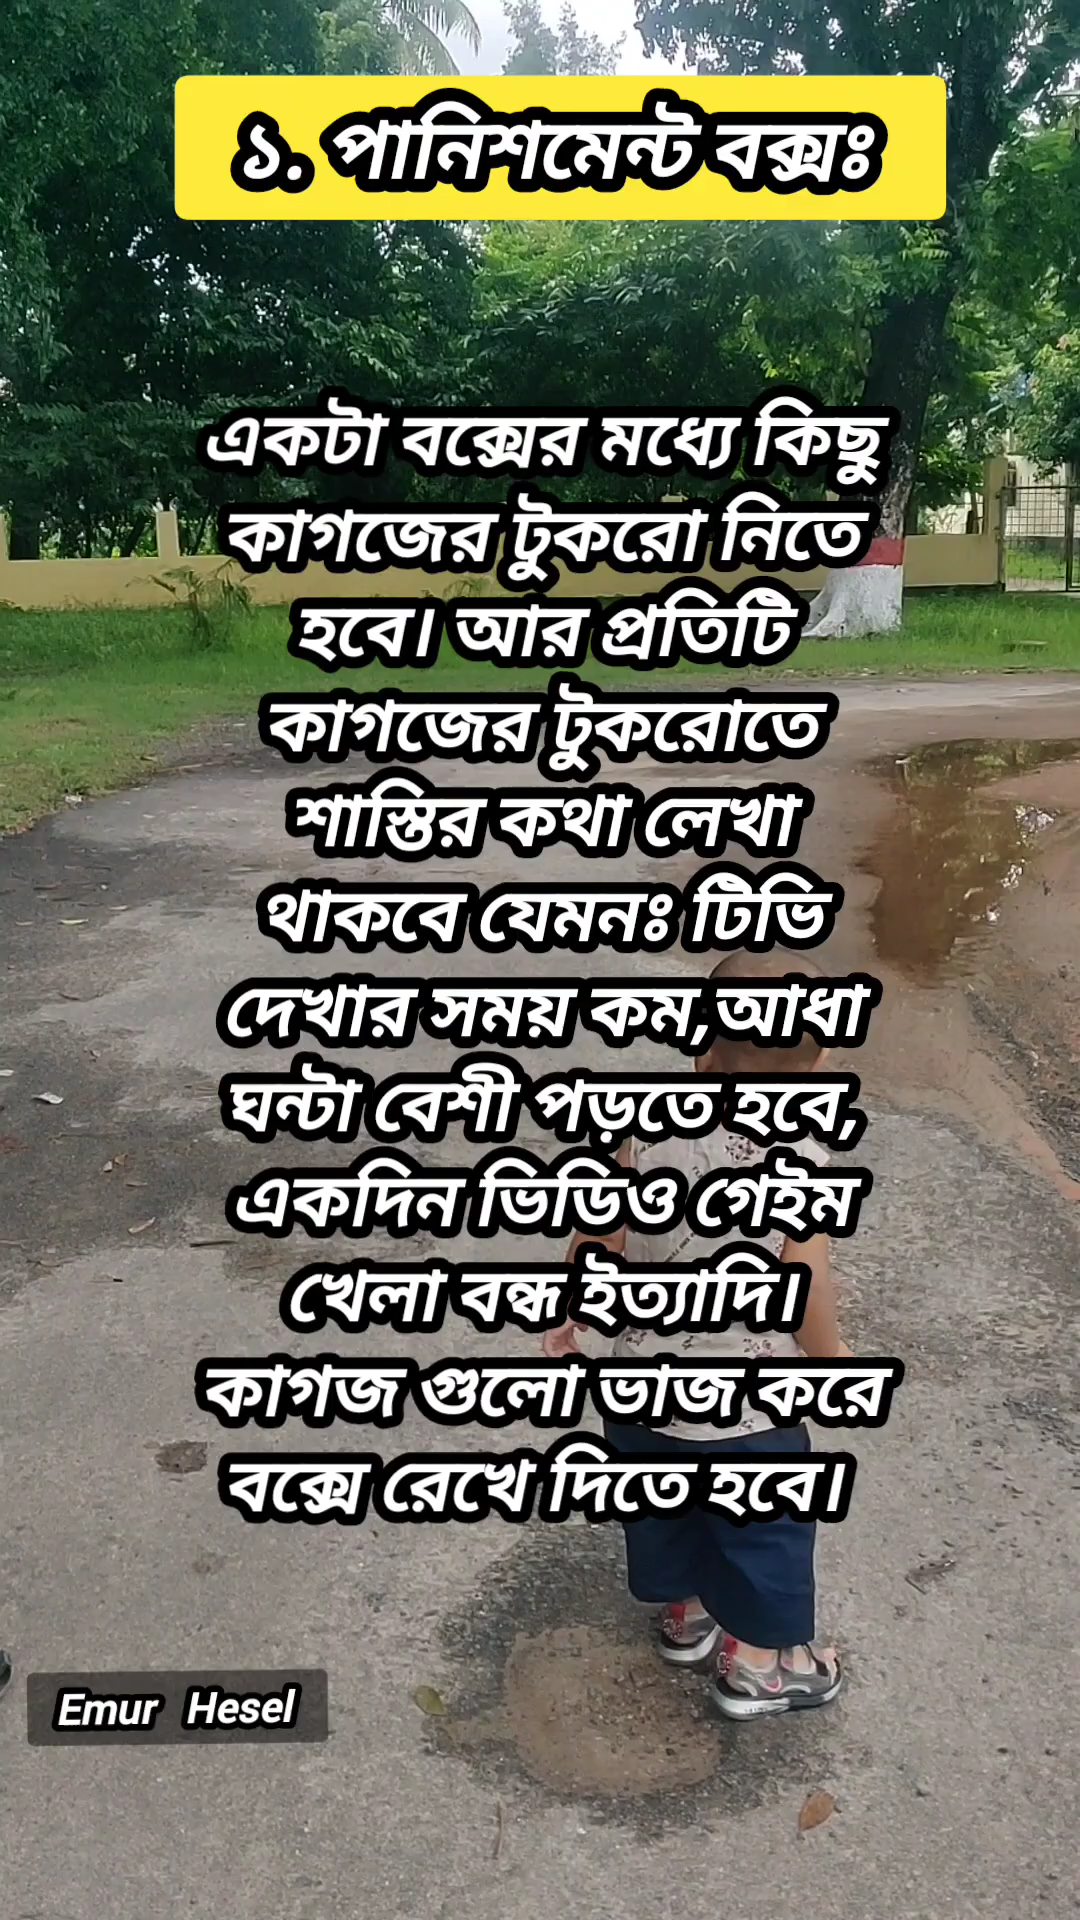 ১. পানিশমেন্ট বক্সঃ
একটা বক্সের মধ্যে কিছু
কাগজের টুকরো নিতে
হবে। আর প্রতিটি
কাগজের টুকরোতে
শাস্তির কথা লেখা
থাকবে যেমনঃ টিভি
দেখার সময় কম,আধা
ঘন্টা বেশী পড়তে হবে,
একদিন ভিডিও গেইম
খেলা বন্ধ ইত্যাদি।
কাগজ গুলো ভাজ করে
বক্সে রেখে দিতে হবে।
Emur Hesel